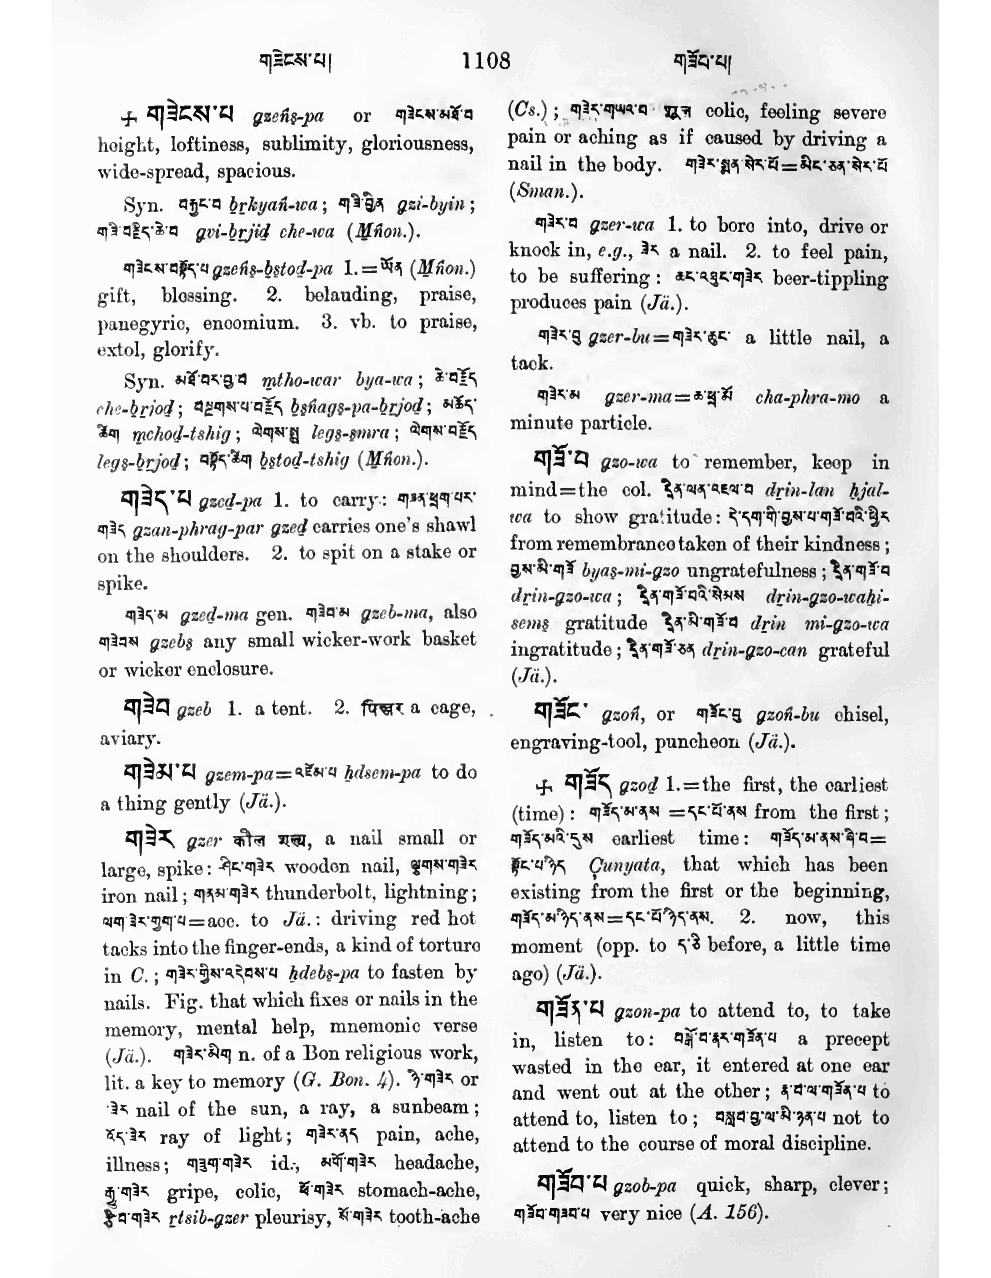 གཟེངས་པ།
1108
གཟོབ་པ།
+ གཟེངས་པ gzeṅs-pa or གཟེངས་མཐོ་བ
height, loftiness, sublimity, gloriousness,
wide-spread, spacious.
Syn. བརྐྱང་བ bṛkyaṅ-wa; གཟི་བྱིན gzi-byin;
གཟི་བརྗིད་ཆེ་བ gvi-bṛjid che-wa (Mṅon.).
གཟེངས་བསྟོད་པ gzeṅs-bstod-pa 1.=ཡོན (Mṅon.)
gift, blessing. 2. belauding, praise,
panegyric, encomium. 3. vb. to praise,
extol, glorify.
Syn. མཐོ་བར་བྱ་བ mtho-war bya-wa; ཆེ་བརྗོད
che-brjod; བསྔགས་པ་བརྗོད bsṅags-pa-brjod; མཆོད་
ཚིག mchod-tshig; ལེགས་སྨྲ legs-smra; ལེགས་བརྗོད
legs-brjod; བསྟོད་ཚིག bstod-tshig (Mṅon.).
གཟེད་པ gzed-pa 1. to carry: གཟན་ཕྲག་པར་
གཟེད gzan-phrag-par gzed carries one's shawl
on the shoulders. 2. to spit on a stake or
spike.
གཟེད་མ gzed-ma gen. གཟེབ་མ gzeb-ma, also
གཟེབས gzebs any small wicker-work basket
or wicker enclosure.
གཟེབ gzeb 1. a tent. 2. पिञ्जर a cage,
aviary.
གཟེམ་པ gzem-pa=འཛེམ་པ ḥdsem-pa to do
a thing gently (Jä.).
གཟེར gzer कील शल्य, a nail small or
large, spike: ཤིང་གཟེར wooden nail, ལྕགས་གཟེར
iron nail; གནམ་གཟེར thunderbolt, lightning;
ལག་ཟེར་རྒྱག་པ=acc. to Jä.: driving red hot
tacks into the finger-ends, a kind of torture
in C.; གཟེར་གྱིས་འདེབས་པ ḥdebs-pa to fasten by
nails. Fig. that which fixes or nails in the
memory, mental help, mnemonic verse
(Jä.). གཟེར་མིག n. of a Bon religious work,
lit. a key to memory (G. Bon. 4). ཉི་གཟེར or
ཟེར nail of the sun, a ray, a sunbeam;
འོད་ཟེར ray of light; གཟེར་ནད pain, ache,
illness; གཟུག་གཟེར id., མགོ་གཟེར headache,
རྒྱུ་གཟེར gripe, colic, ཕོ་གཟེར stomach-ache,
རྩིབ་གཟེར rtsib-gzer pleurisy, སོ་གཟེར tooth-ache
(Cs.); གཟེར་གཡབ་བ शूल colic, feeling severe
pain or aching as if caused by driving a
nail in the body. གཟེར་སྨན་སེར་པོ=མིང་ཅན་སེར་པོ
(Sman.).
གཟེར་བ gzer-wa 1. to bore into, drive or
knock in, e.g., ཟེར a nail. 2. to feel pain,
to be suffering: ཆང་འཐུང་གཟེར beer-tippling
produces pain (Jä.).
གཟེར་བུ gzer-bu=གཟེར་ཆུང་ a little nail, a
tack.
གཟེར་མ gzer-ma=ཆ་ཕྲ་མོ cha-phra-mo a
minute particle.
གཟོ་བ gzo-wa to remember, keep in
mind=the col. དྲིན་ལན་འཇལ་བ drin-lan ḥjal-
wa to show gratitude: དེ་དག་གི་བྱས་པ་གཟོ་བའི་ཕྱིར
from remembrance taken of their kindness;
བྱས་མི་གཟོ byas-mi-gzo ungratefulness; དྲིན་གཟོ་བ
drin-gzo-wa; དྲིན་གཟོ་བའི་སེམས drin-gzo-waḥi-
sems gratitude དྲིན་མི་གཟོ་བ drin mi-gzo-wa
ingratitude; དྲིན་གཟོ་ཅན drin-gzo-can grateful
(Jä.).
གཟོང་ gzoṅ, or གཟོང་བུ gzoṅ-bu chisel,
engraving-tool, puncheon (Jä.).
+ གཟོད gzod 1.=the first, the earliest
(time): གཟོད་མ་ནས =དང་པོ་ནས from the first;
གཟོད་མའི་དུས earliest time: གཟོད་མ་ནས་ཞི་བ=
སྟོང་པ་ཉིད Çunyata, that which has been
existing from the first or the beginning,
གཟོད་མ་ཉིད་ནས=དང་པོ་ཉིད་ནས. 2. now, this
moment (opp. to ད་ཅི before, a little time
ago) (Jä.).
གཟོན་པ gzon-pa to attend to, to take
in, listen to: བསྒོ་བ་རྣར་གཟོན་པ a precept
wasted in the ear, it entered at one ear
and went out at the other; ན་བ་ལ་གཟོན་པ to
attend to, listen to; བསླབ་བྱ་ལ་མི་ཉན་པ not to
attend to the course of moral discipline.
གཟོབ་པ gzob-pa quick, sharp, clever;
གཟོབ་གཟབ་པ very nice (A. 156).